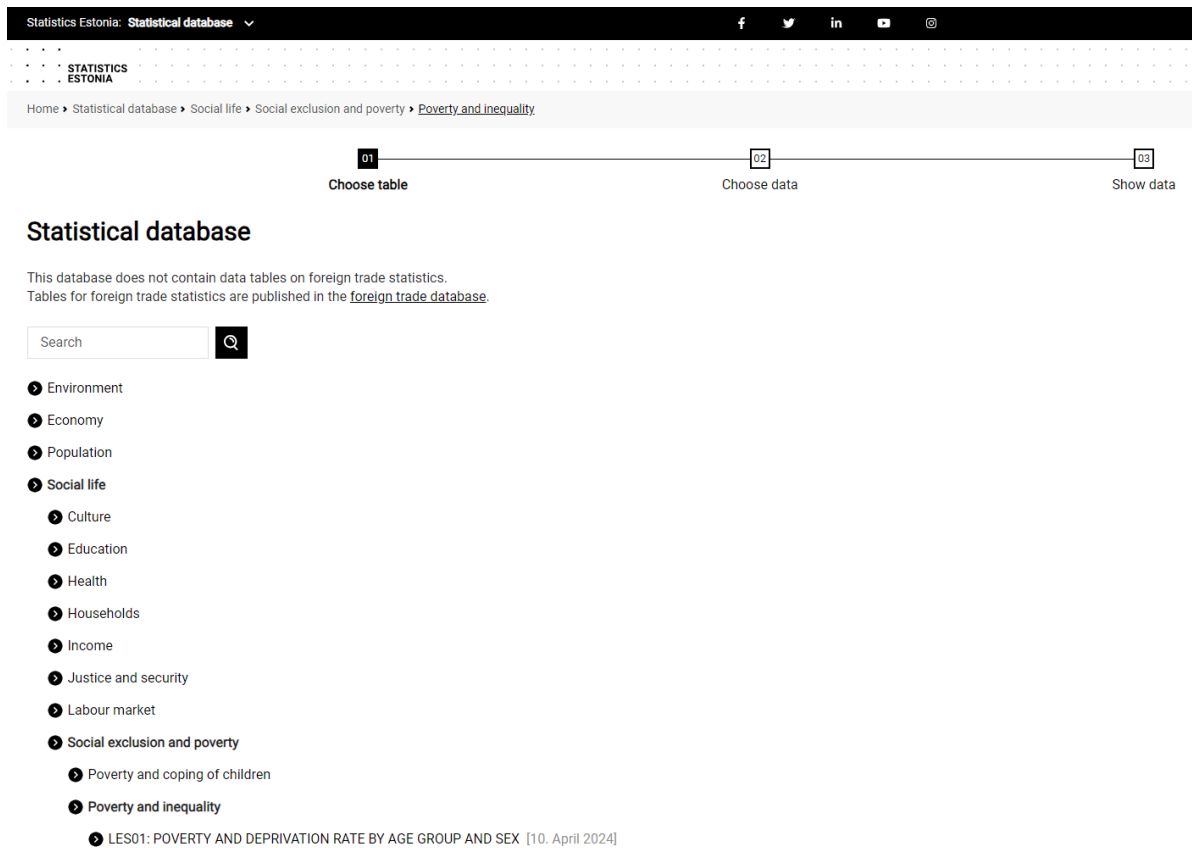 Statistics Estonia: Statistical database
STATISTICS
ESTONIA
Home › Statistical database › Social life › Social exclusion and poverty › Poverty and inequality
01
02
03
Choose table
Choose data
Show data
Statistical database
This database does not contain data tables on foreign trade statistics.
Tables for foreign trade statistics are published in the foreign trade database.
Search
Environment
Economy
Population
Social life
Culture
Education
Health
Households
Income
Justice and security
Labour market
Social exclusion and poverty
Poverty and coping of children
Poverty and inequality
LES01: POVERTY AND DEPRIVATION RATE BY AGE GROUP AND SEX [10. April 2024]